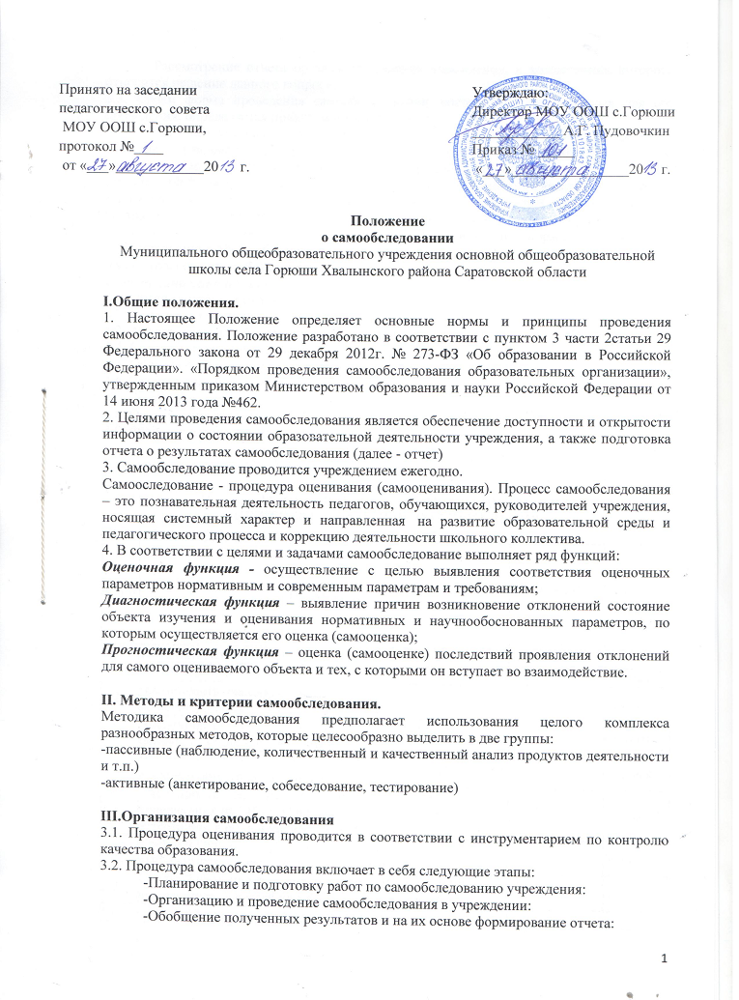 Принято на заседании
педагогического совета
МОУ ООШ с.Горюши,
протокол № 1
от «27» августа 2013 г.
Утверждаю:
Директор МОУ ООШ с.Горюши
А.Г. Пудовочкин
Приказ № 101
«27» августа 2013 г.
Положение
о самообследовании
Муниципального общеобразовательного учреждения основной общеобразовательной
школы села Горюши Хвалынского района Саратовской области
I.Общие положения.
1. Настоящее Положение определяет основные нормы и принципы проведения
самообследования. Положение разработано в соответствии с пунктом 3 части 2статьи 29
Федерального закона от 29 декабря 2012г. № 273-ФЗ «Об образовании в Российской
Федерации». «Порядком проведения самообследования образовательных организации»,
утвержденным приказом Министерством образования и науки Российской Федерации от
14 июня 2013 года №462.
2. Целями проведения самообследования является обеспечение доступности и открытости
информации о состоянии образовательной деятельности учреждения, а также подготовка
отчета о результатах самообследования (далее - отчет)
3. Самообследование проводится учреждением ежегодно.
Самооследование - процедура оценивания (самооценивания). Процесс самообследования
– это познавательная деятельность педагогов, обучающихся, руководителей учреждения,
носящая системный характер и направленная на развитие образовательной среды и
педагогического процесса и коррекцию деятельности школьного коллектива.
4. В соответствии с целями и задачами самообследование выполняет ряд функций:
Оценочная функция - осуществление с целью выявления соответствия оценочных
параметров нормативным и современным параметрам и требованиям;
Диагностическая функция – выявление причин возникновение отклонений состояние
объекта изучения и оценивания нормативных и научнообоснованных параметров, по
которым осуществляется его оценка (самооценка);
Прогностическая функция – оценка (самооценке) последствий проявления отклонений
для самого оцениваемого объекта и тех, с которыми он вступает во взаимодействие.
II. Методы и критерии самообследования.
Методика самообсдедования предполагает использования целого комплекса
разнообразных методов, которые целесообразно выделить в две группы:
-пассивные (наблюдение, количественный и качественный анализ продуктов деятельности
и т.п.)
-активные (анкетирование, собеседование, тестирование)
III.Организация самообследования
3.1. Процедура оценивания проводится в соответствии с инструментарием по контролю
качества образования.
3.2. Процедура самообследования включает в себя следующие этапы:
-Планирование и подготовку работ по самообследованию учреждения:
-Организацию и проведение самообследования в учреждении:
-Обобщение полученных результатов и на их основе формирование отчета:
1